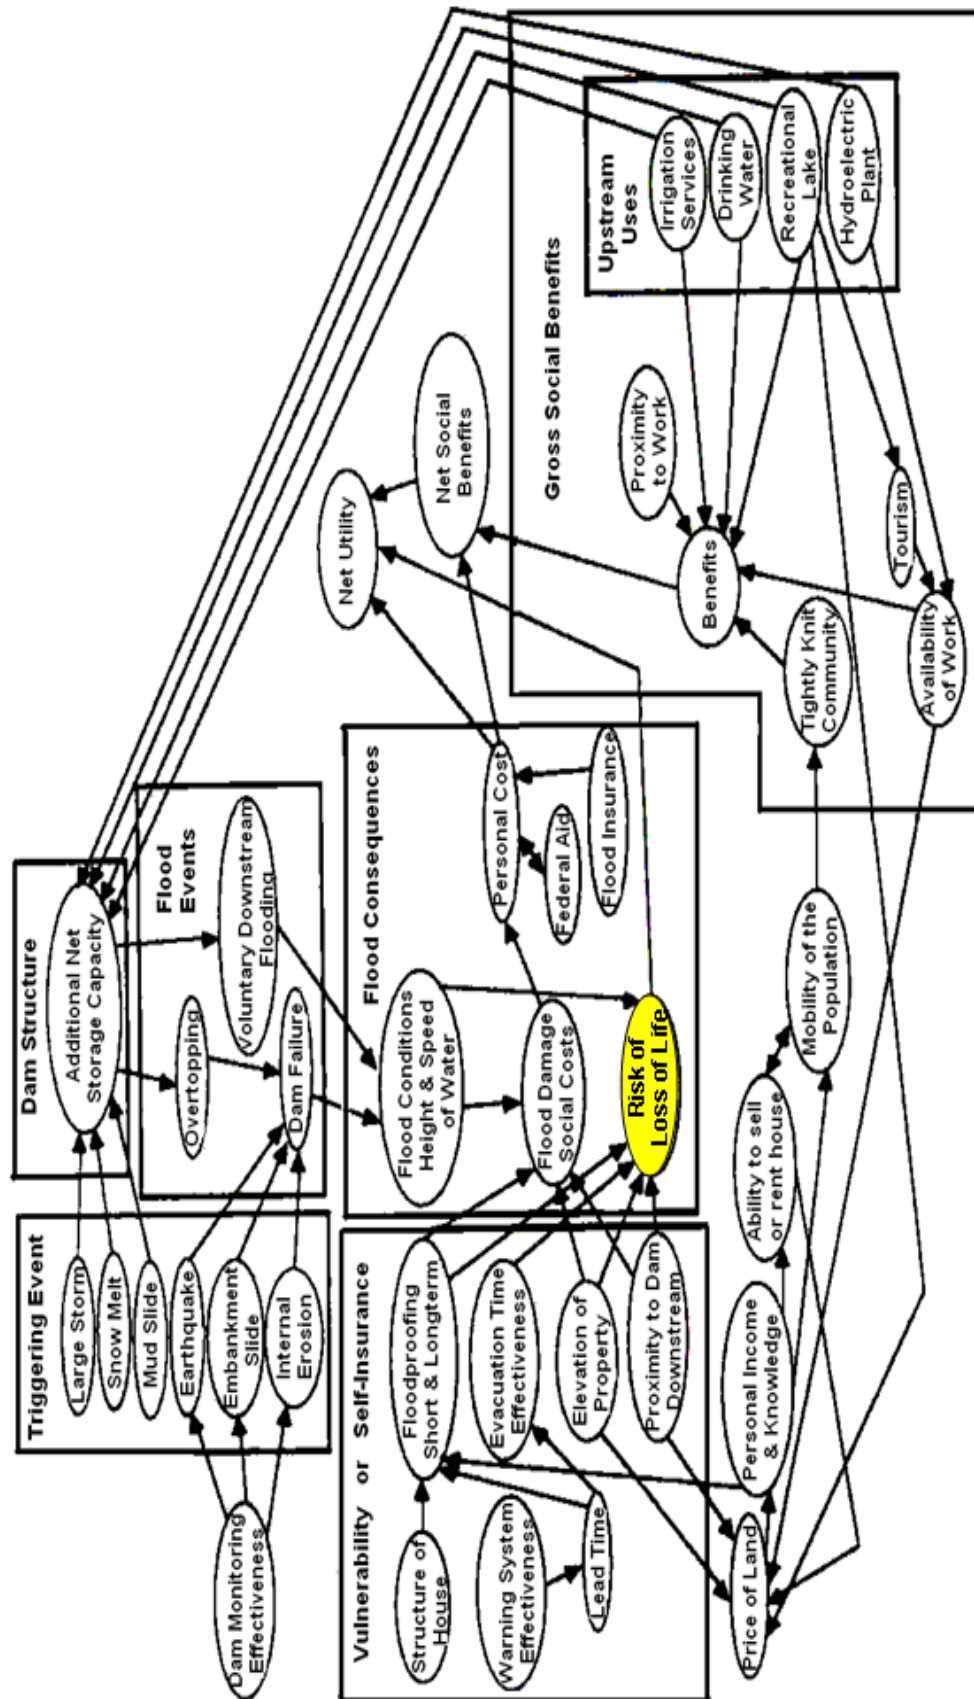 Triggering Event
Large Storm
Snow Melt
Mud Slide
Earthquake
Embankment
Slide
Internal
Erosion
Dam Monitoring
Effectiveness
Dam Structure
Additional Net
Storage Capacity
Flood
Events
Overtopping
Voluntary Downstream
Flooding
Dam Failure
Vulnerability or Self-Insurance
Structure of
House
Floodproofing
Short & Longterm
Warning System
Effectiveness
Evacuation Time
Effectiveness
Lead Time
Elevation of
Property
Proximity to Dam
Downstream
Flood Consequences
Flood Conditions
Height & Speed
of Water
Flood Damage
Social Costs
Risk of
Loss of Life
Personal Cost
Federal Aid
Flood Insurance
Net Utility
Net Social
Benefits
Gross Social Benefits
Proximity
to Work
Benefits
Tightly Knit
Community
Tourism
Availability
of Work
Upstream
Uses
Irrigation
Services
Drinking
Water
Recreational
Lake
Hydroelectric
Plant
Price of Land
Personal Income
& Knowledge
Ability to sell
or rent house
Mobility of the
Population